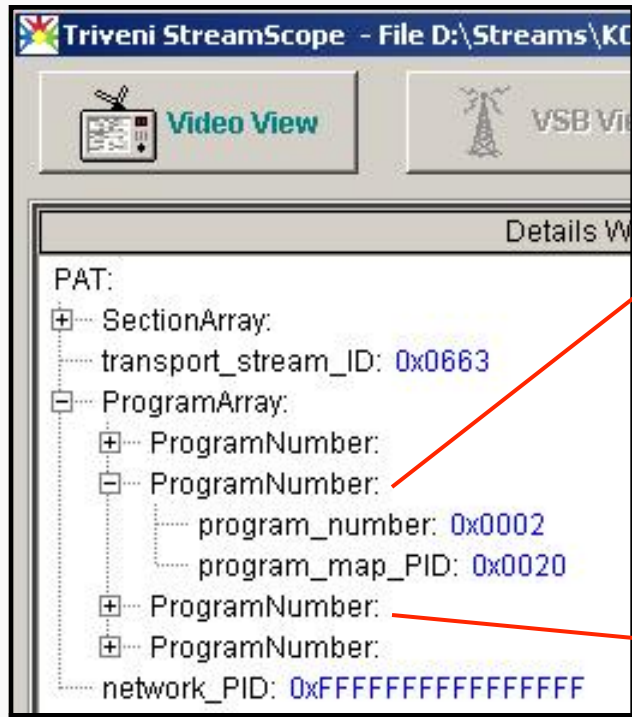 Triveni StreamScope - File D:\Streams\KC
Video View
VSB Vi
Details W
PAT:
SectionArray:
transport_stream_ID: 0x0663
ProgramArray:
ProgramNumber:
ProgramNumber:
program_number: 0x0002
program_map_PID: 0x0020
ProgramNumber:
ProgramNumber:
network_PID: 0xFFFFFFFFFFFFFFFF